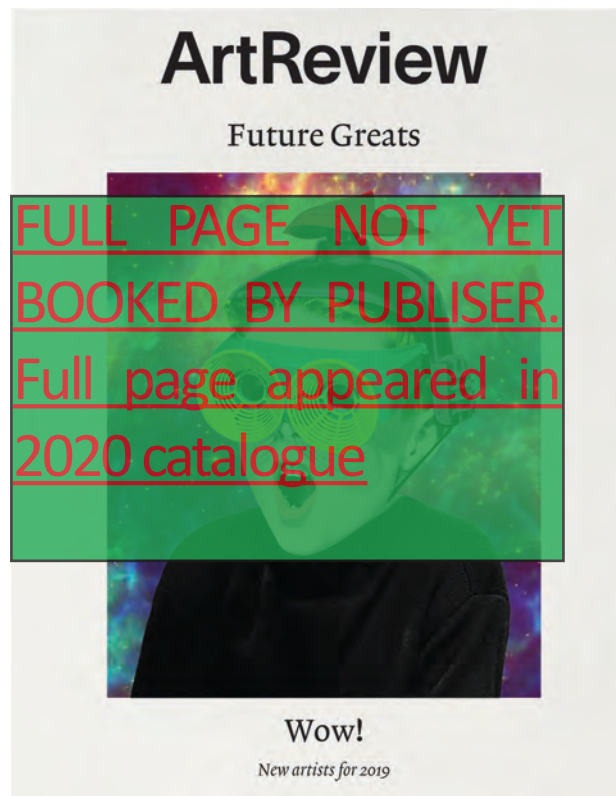 ArtReview
Future Greats
FULL PAGE NOT YET
BOOKED BY PUBLISER.
Full page appeared in
2020 catalogue
Wow!
New artists for 2019